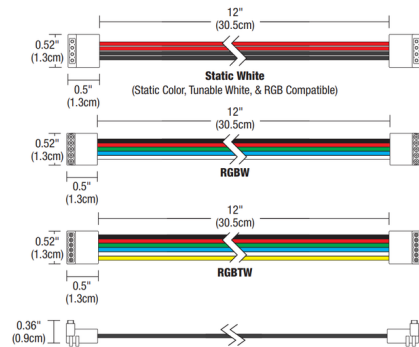 12"
(30.5cm)
0.52"
(1.3cm)
0.5"
(1.3cm)
Static White
(Static Color, Tunable White, & RGB Compatible)
12"
(30.5cm)
0.52"
(1.3cm)
0.5"
(1.3cm)
RGBW
12"
(30.5cm)
0.52"
(1.3cm)
0.5"
(1.3cm)
RGBTW
0.36"
(0.9cm)